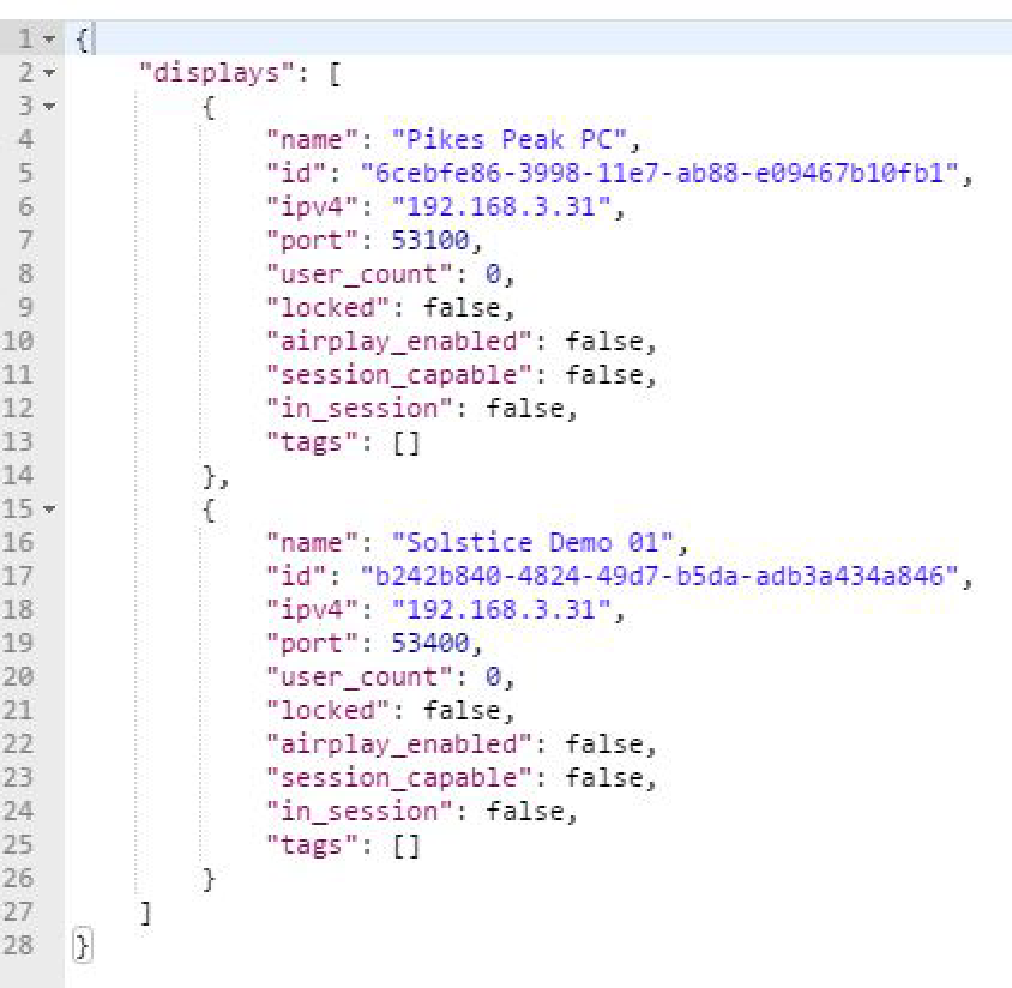 1 {
2 "displays": [
3 {
4 "name": "Pikes Peak PC",
5 "id": "6cebfe86-3998-11e7-ab88-e09467b10fb1",
6 "ipv4": "192.168.3.31",
7 "port": 53100,
8 "user_count": 0,
9 "locked": false,
10 "airplay_enabled": false,
11 "session_capable": false,
12 "in_session": false,
13 "tags": []
14 },
15 {
16 "name": "Solstice Demo 01",
17 "id": "b242b840-4824-49d7-b5da-adb3a434a846",
18 "ipv4": "192.168.3.31",
19 "port": 53400,
20 "user_count": 0,
21 "locked": false,
22 "airplay_enabled": false,
23 "session_capable": false,
24 "in_session": false,
25 "tags": []
26 }
27 ]
28 }